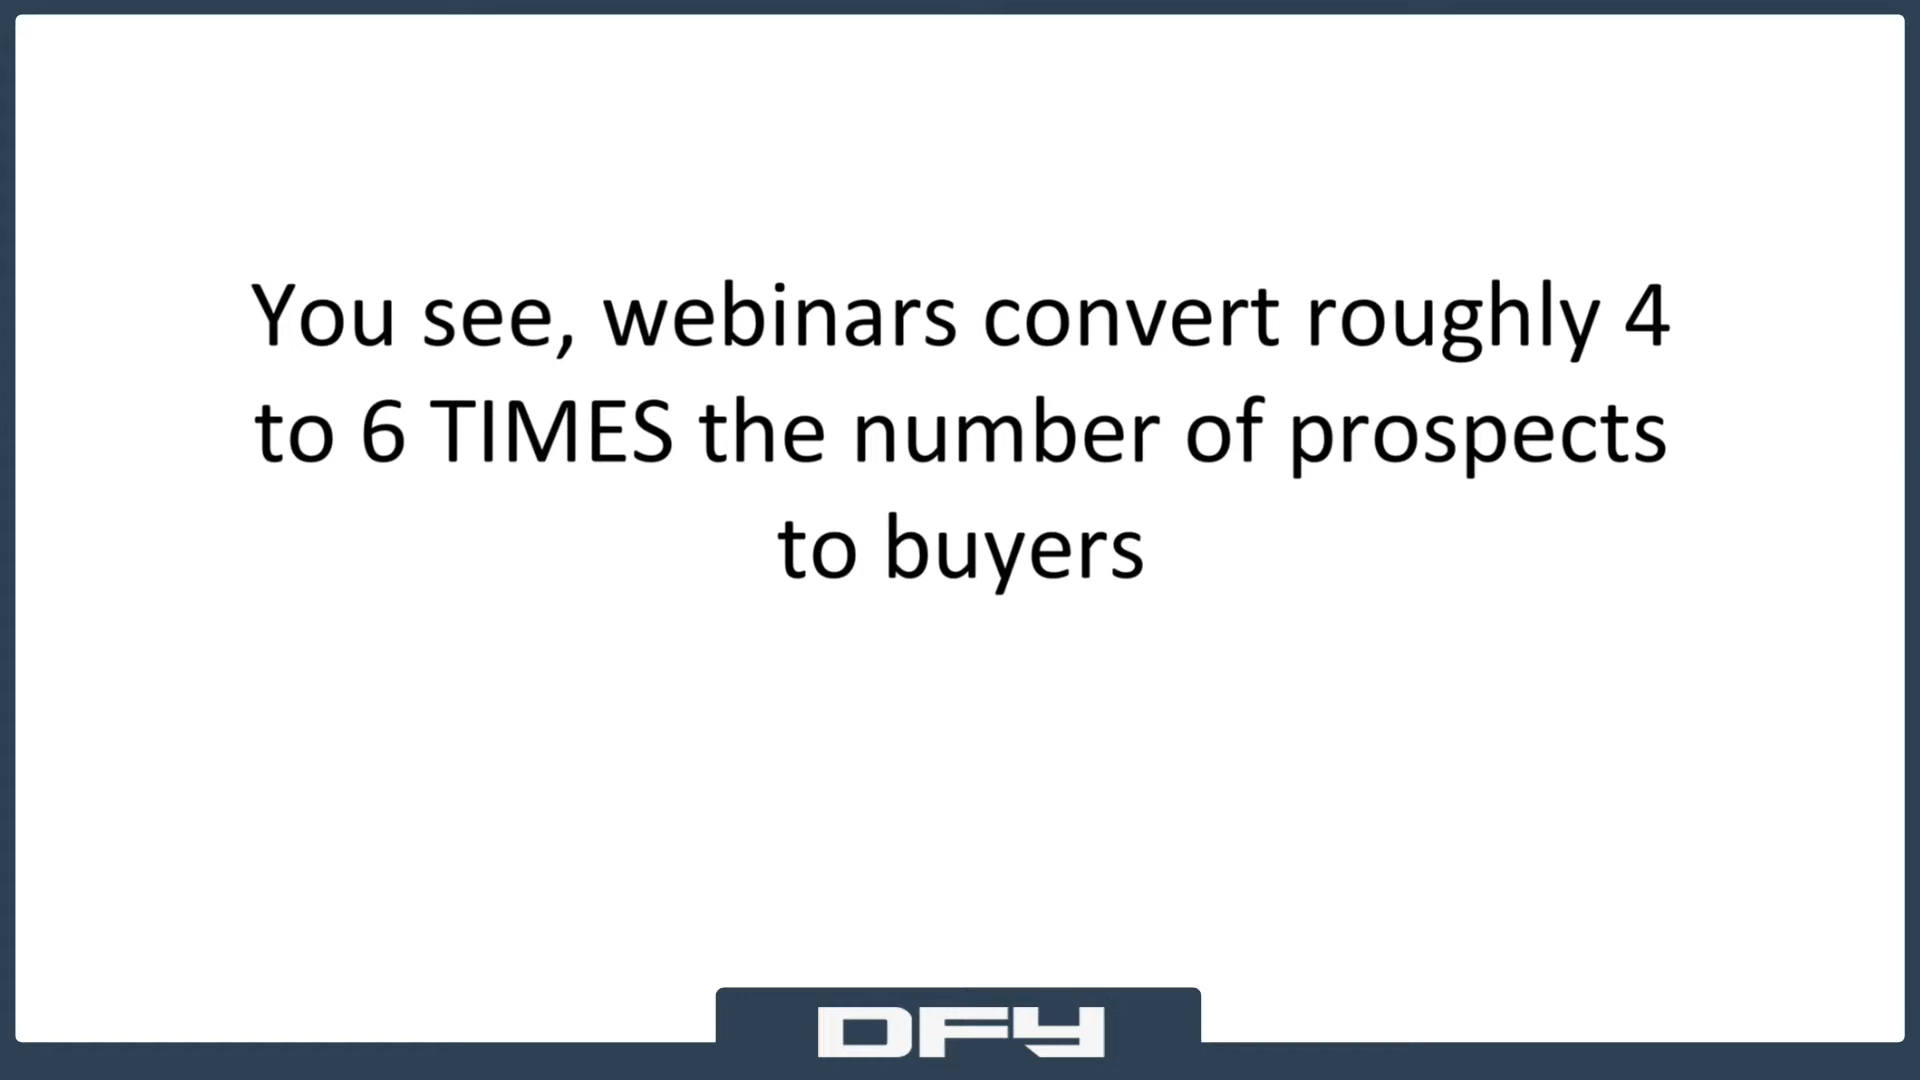 You see, webinars convert roughly 4
to 6 TIMES the number of prospects
to buyers
DFY